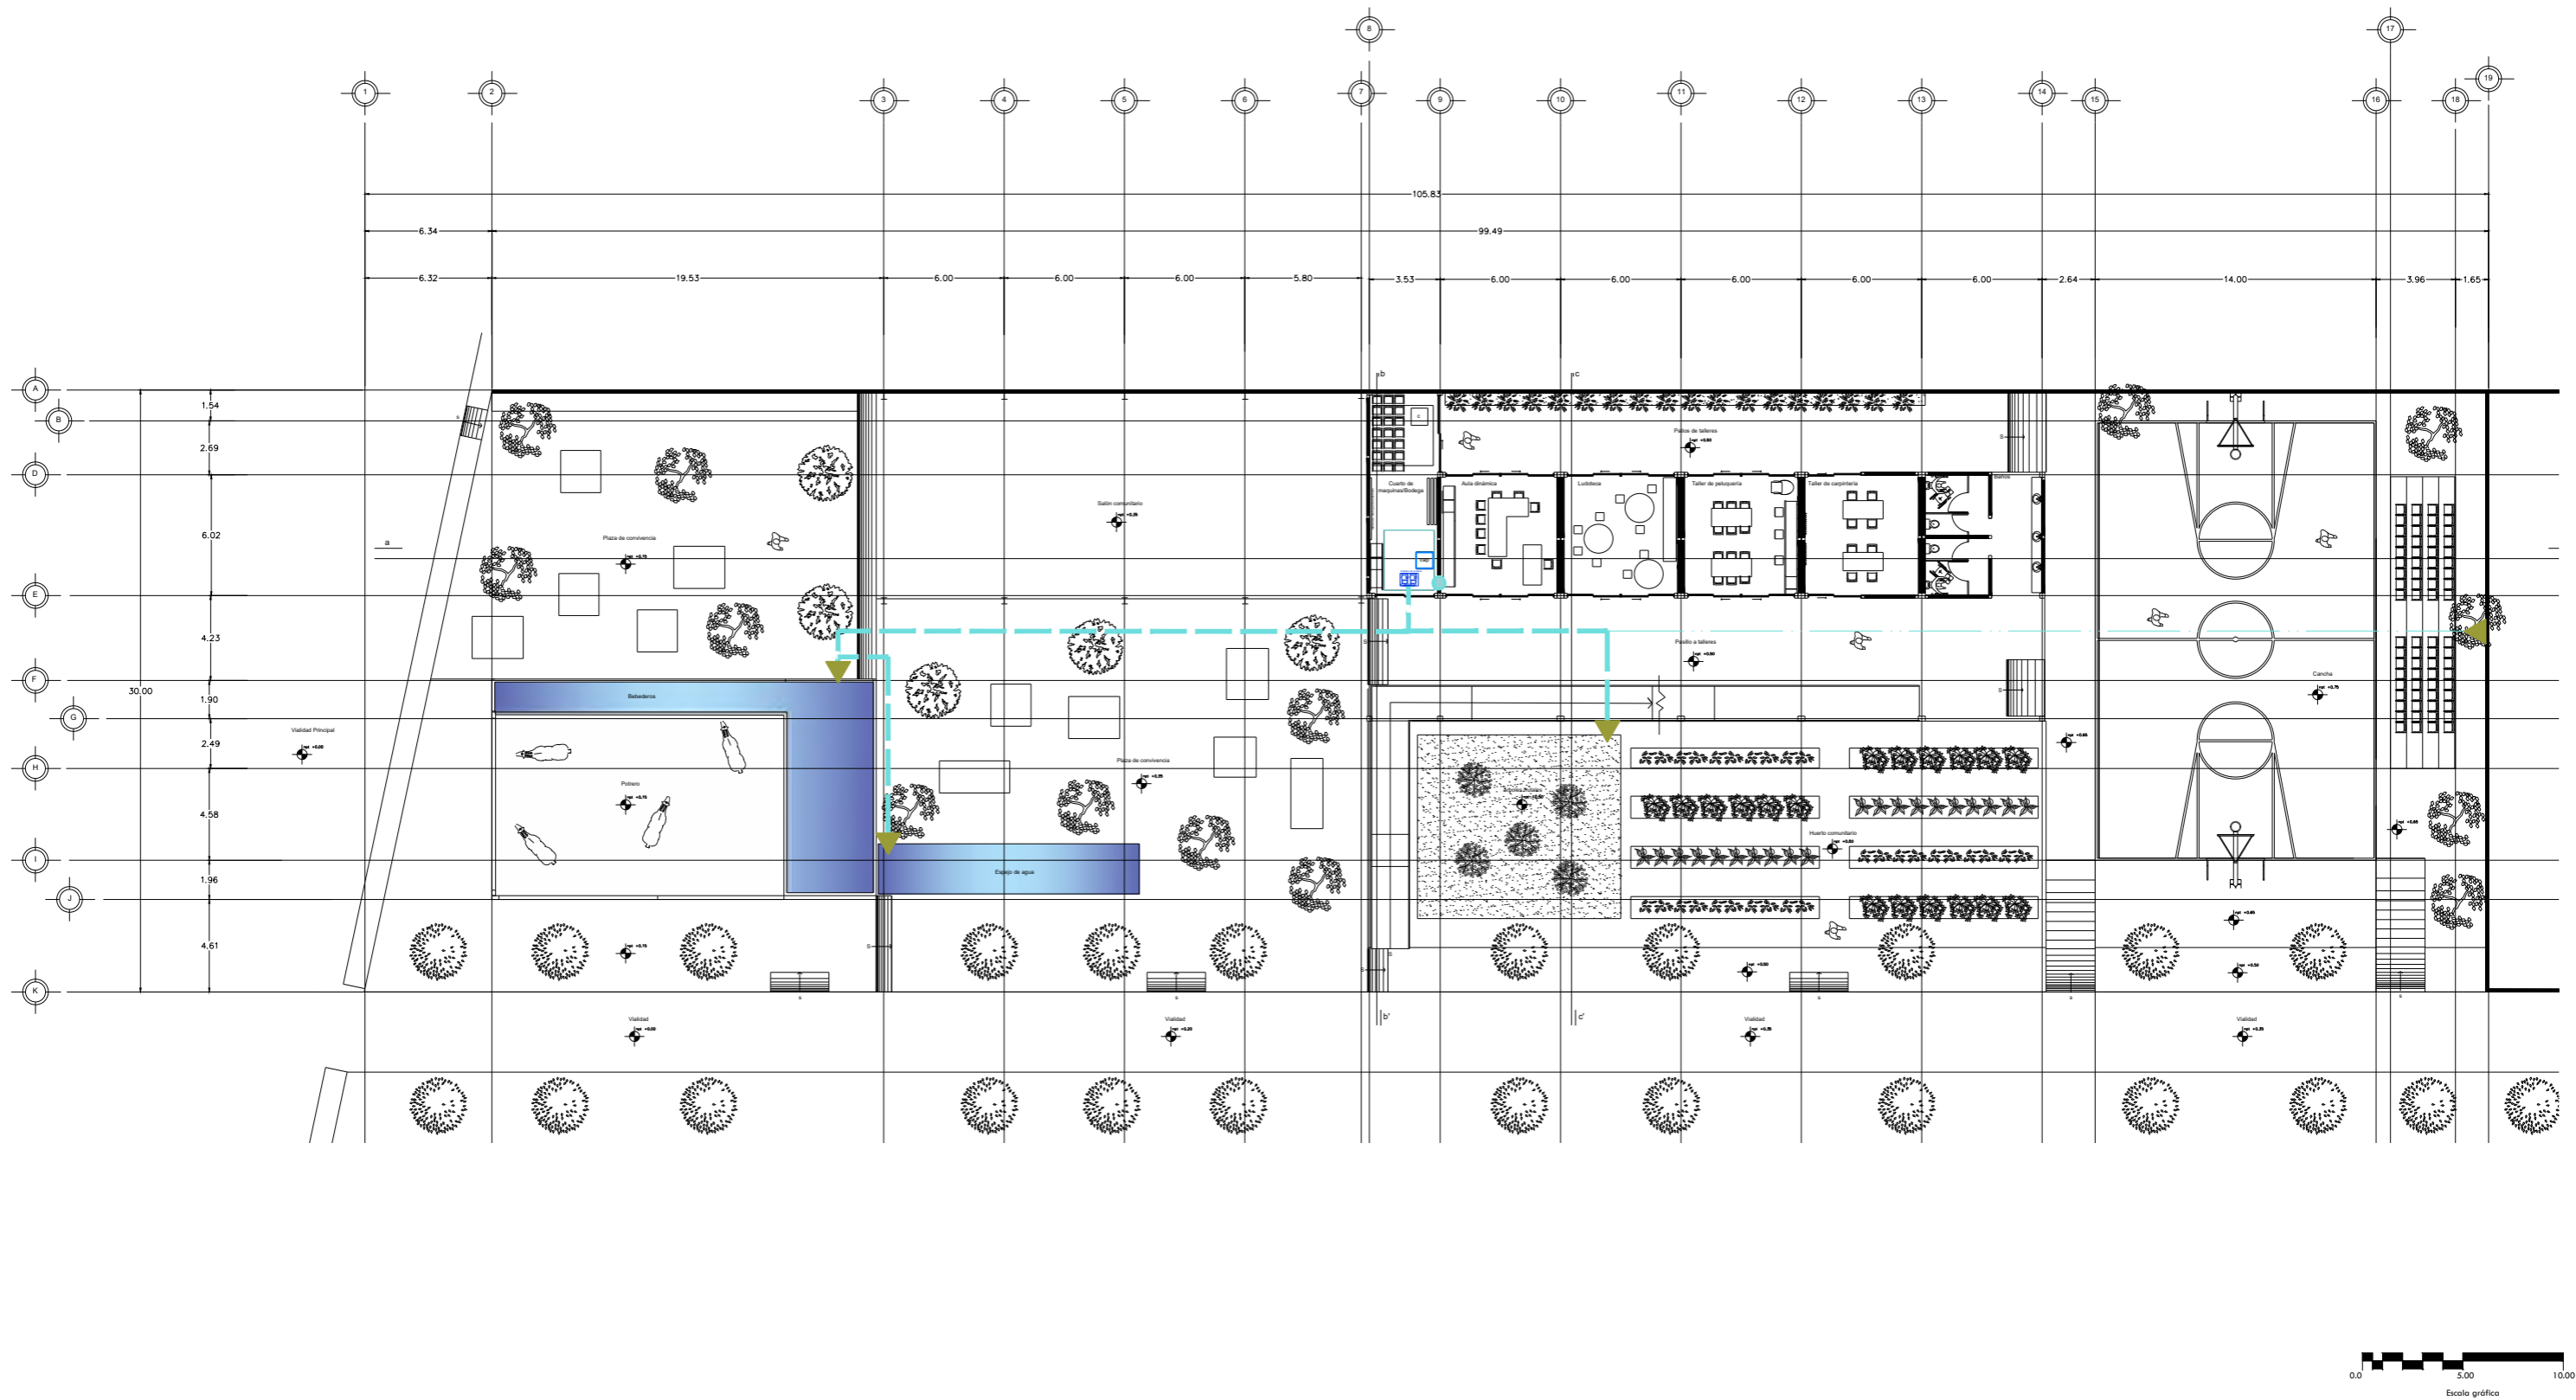 8
17
19
1
2
3
4
5
6
7
9
10
11
12
13
14
15
16
18
105.83
6.34
99.49
6.32
19.53
6.00
6.00
6.00
5.80
3.53
6.00
6.00
6.00
6.00
6.00
2.64
14.00
3.96
1.65
A
B
D
E
F
G
H
I
J
K
1.54
2.69
6.02
4.23
1.90
2.49
4.58
1.96
4.61
30.00
a
b
c
b'
c'
s
c
Patios de talleres
Cuarto de
maquinas/Bodega
Aula dinámica
Ludoteca
Taller de peluquería
Taller de carpintería
Baños
Salón comunitario
Plaza de convivencia
Pasillo a talleres
Cancha
Bebederos
Vialidad Principal
Potrero
Plaza de convivencia
Huerto comunitario
Espejo de agua
S
S
S
S
S
S
S
s
s
s
s
s
Vialidad
Vialidad
Vialidad
Vialidad
0.0
5.00
10.00
Escala gráfica